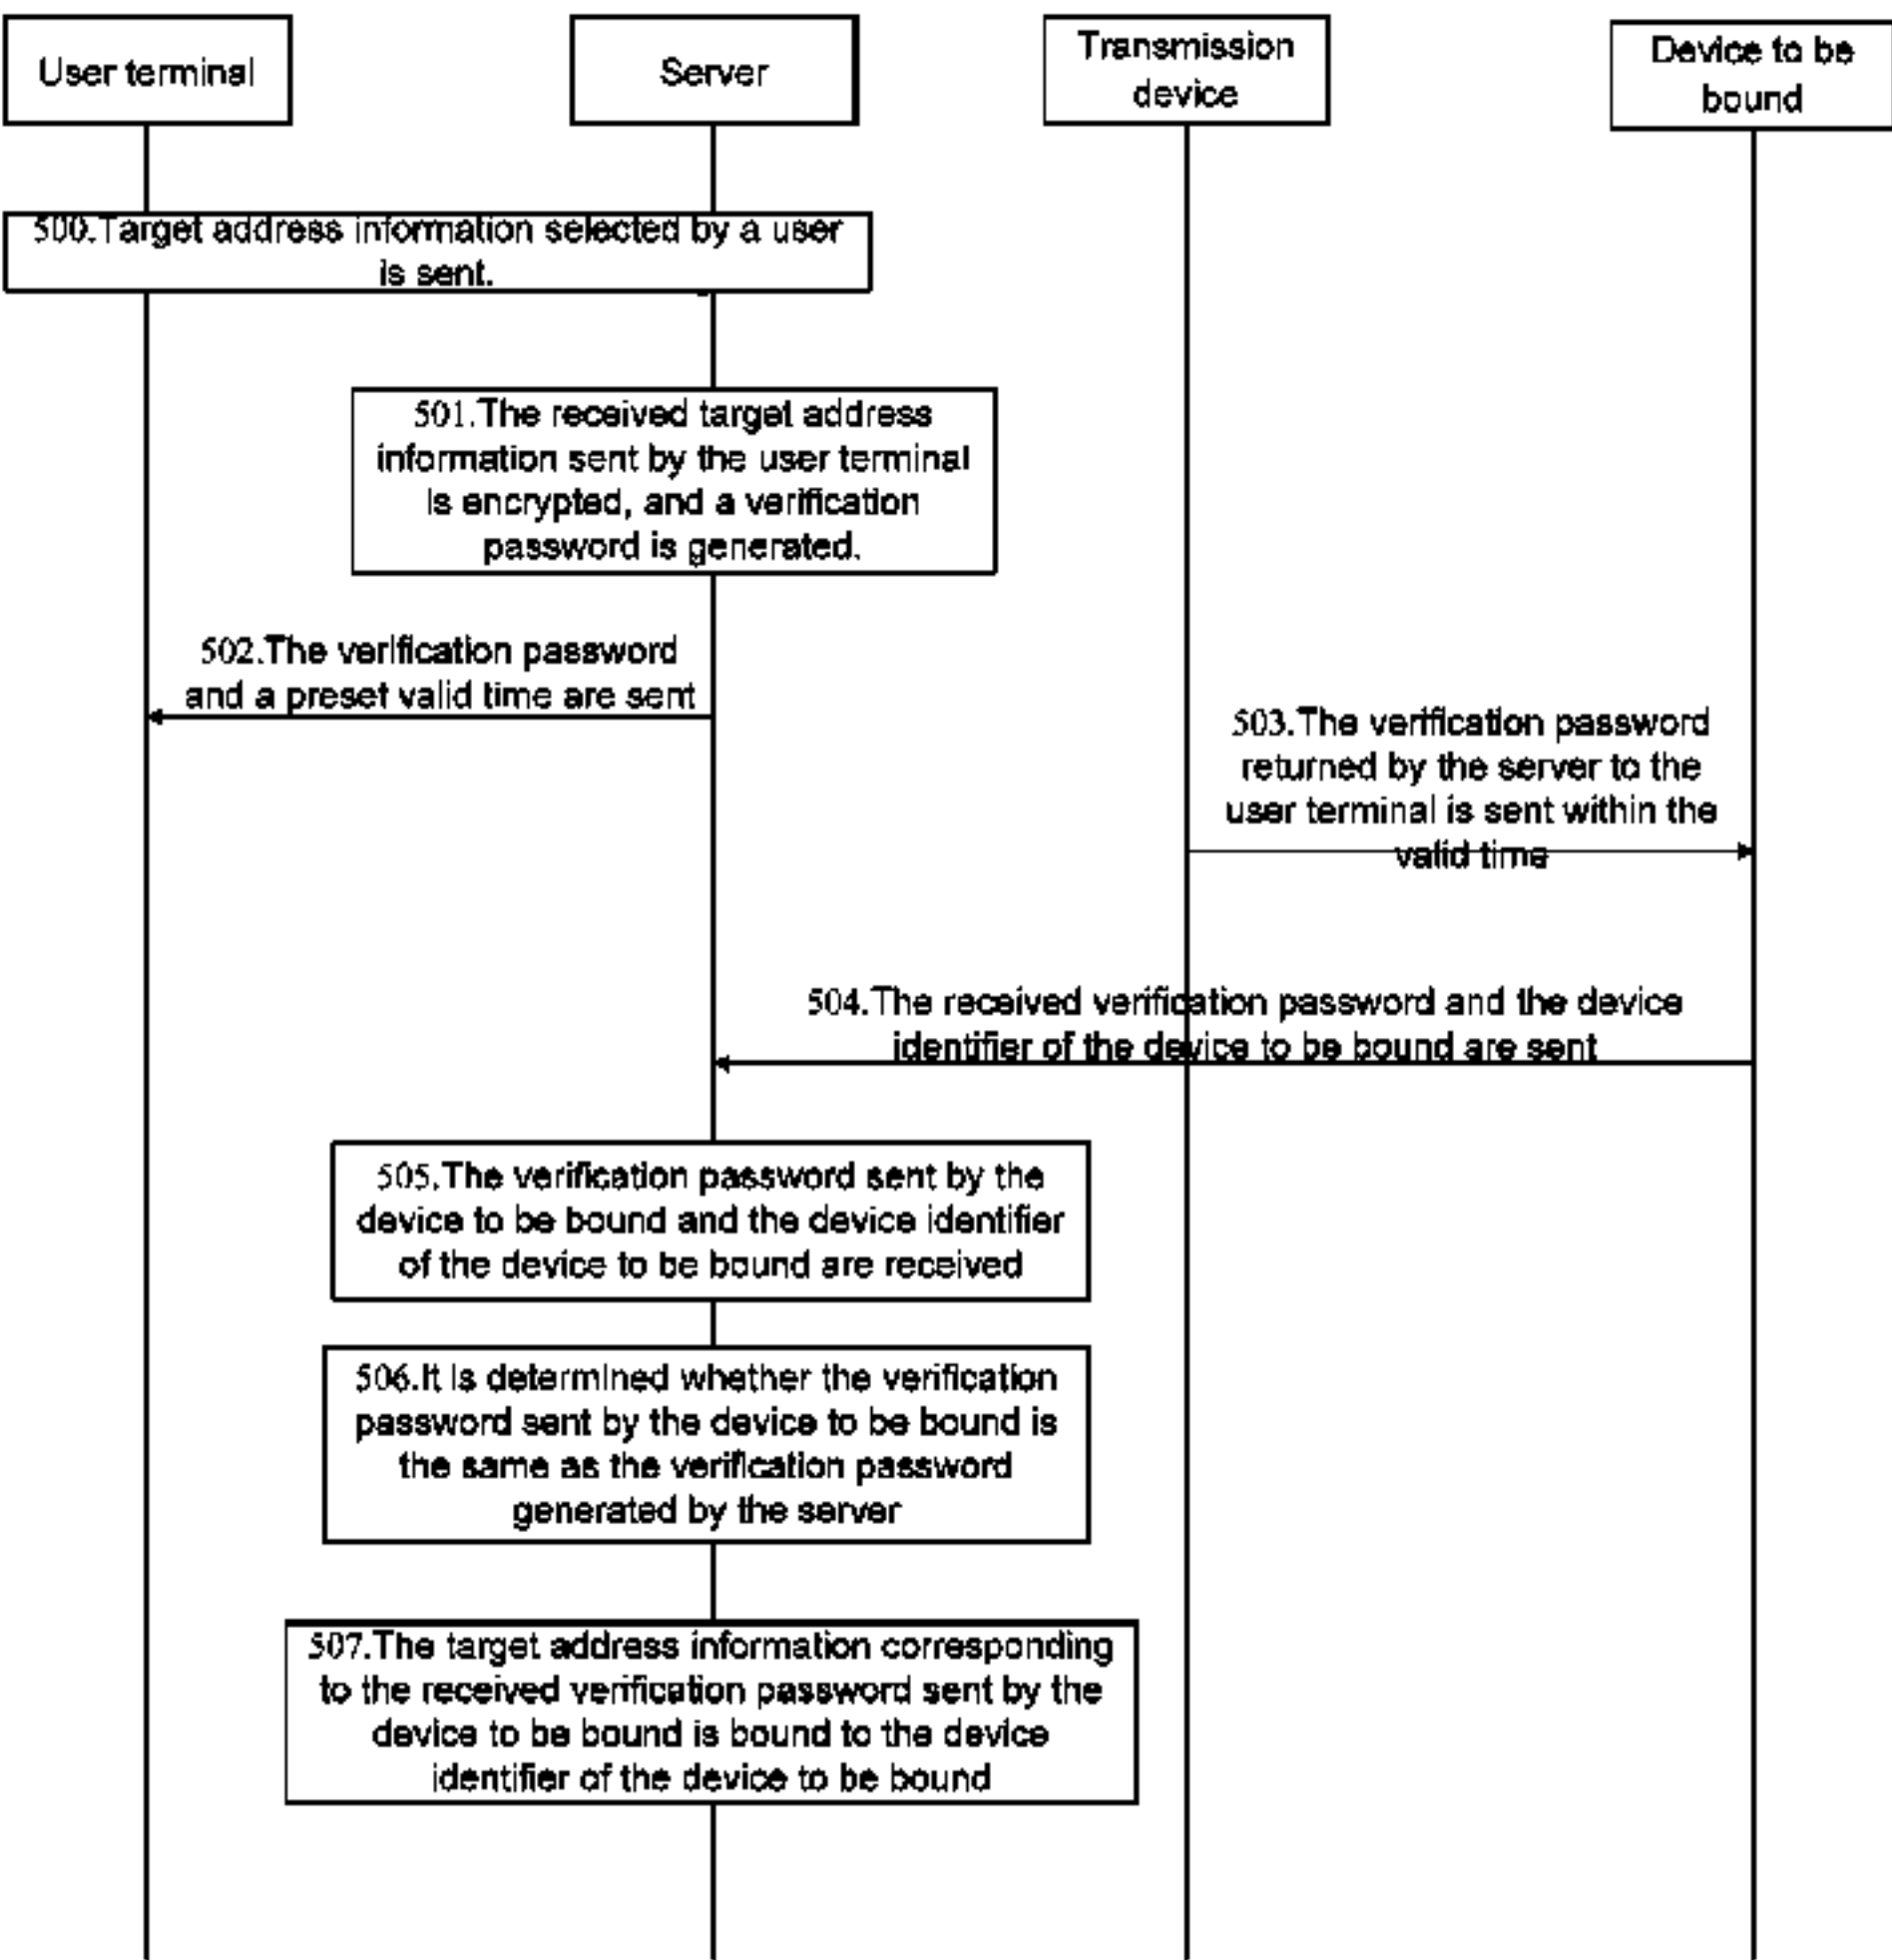 User terminal
Server
Transmission
device
Device to be
bound
500.Target address information selected by a user
is sent.
501.The received target address
information sent by the user terminal
is encrypted, and a verification
password is generated.
502.The verification password
and a preset valid time are sent
503.The verification password
returned by the server to the
user terminal is sent within the
valid time
504.The received verification password and the device
identifier of the device to be bound are sent
505.The verification password sent by the
device to be bound and the device identifier
of the device to be bound are received
506.It is determined whether the verification
password sent by the device to be bound is
the same as the verification password
generated by the server
507.The target address information corresponding
to the received verification password sent by the
device to be bound is bound to the device
identifier of the device to be bound